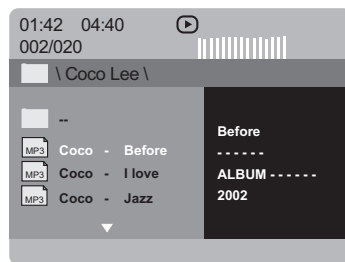 01:42 04:40
002/020
\ Coco Lee \
--
MP3 Coco - Before
MP3 Coco - I love
MP3 Coco - Jazz
Before
- - - - - -
ALBUM - - - - - -
2002